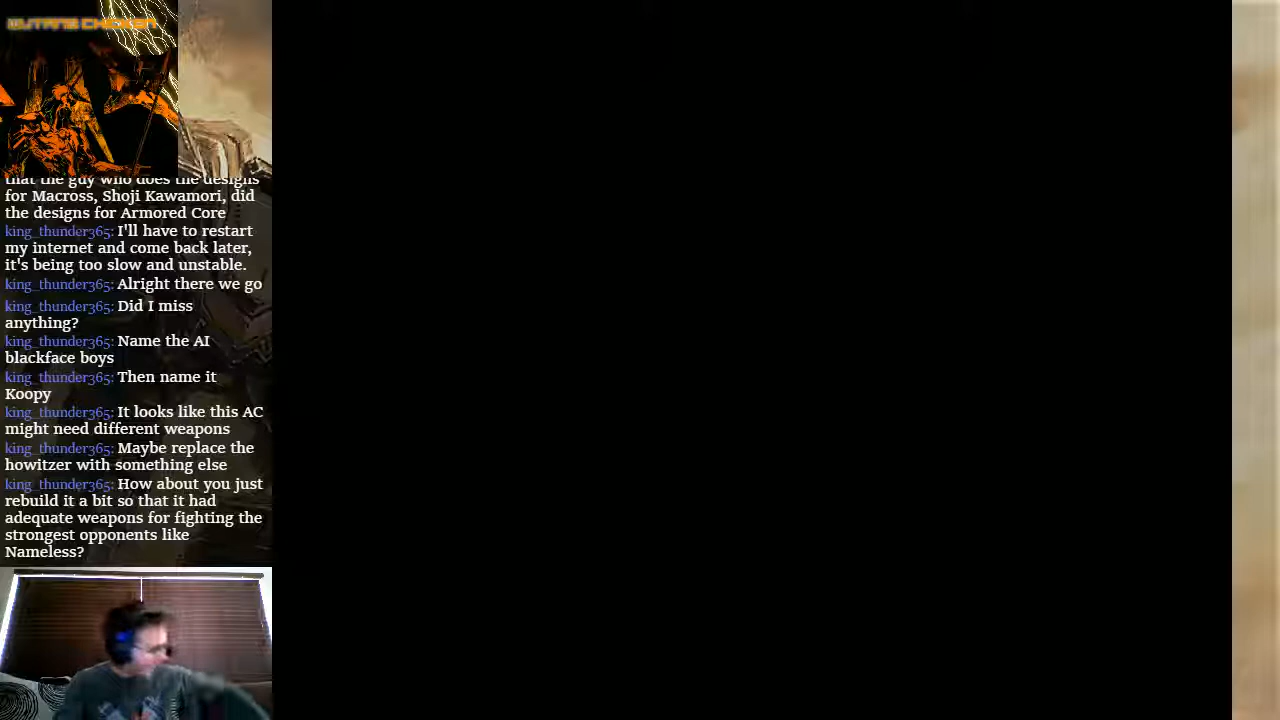 MUTANT CHICKEN
that the guy who does the designs
for Macross, Shoji Kawamori, did
the designs for Armored Core
king_thunder365: I'll have to restart
my internet and come back later,
it's being too slow and unstable.
king_thunder365: Alright there we go
king_thunder365: Did I miss
anything?
king_thunder365: Name the AI
blackface boys
king_thunder365: Then name it
Koopy
king_thunder365: It looks like this AC
might need different weapons
king_thunder365: Maybe replace the
howitzer with something else
king_thunder365: How about you just
rebuild it a bit so that it had
adequate weapons for fighting the
strongest opponents like
Nameless?